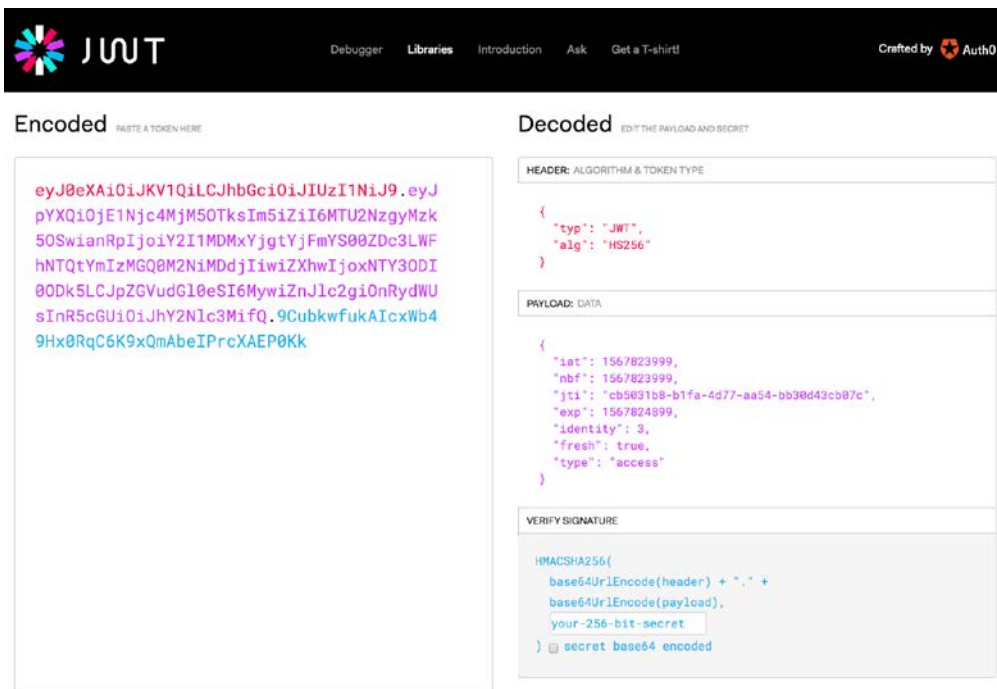 JWT
Debugger Libraries Introduction Ask Get a T-shirt! Crafted by Auth0
Encoded PASTE A TOKEN HERE
eyJ0eXAiOiJKV1QiLCJhbGciOiJIUzI1NiJ9.eyJ
pYXQiOjE1Njc4MjM5OTksIm5iZiI6MTU2NzgyMzk
5OSwianRpIjoiY2I1MDMxYjgtYjFmYS00ZDc3LWF
hNTQtYmIzMGQ0M2NiMDdjIiwiZXhwIjoxNTY3ODI
0ODk5LCJpZGVudGl0eSI6MywiZnJlc2giOnRydWU
sInR5cGUiOiJhY2Nlc3MifQ.9CubkwfukAIcxWb4
9Hx0RqC6K9xQmAbeIPrcXAEP0Kk
Decoded EDIT THE PAYLOAD AND SECRET
HEADER: ALGORITHM & TOKEN TYPE
{
"typ": "JWT",
"alg": "HS256"
}
PAYLOAD: DATA
{
"iat": 1567823999,
"nbf": 1567823999,
"jti": "cb5031b8-b1fa-4d77-aa54-bb30d43cb07c",
"exp": 1567824899,
"identity": 3,
"fresh": true,
"type": "access"
}
VERIFY SIGNATURE
HMACSHA256(
base64UrlEncode(header) + "." +
base64UrlEncode(payload),
your-256-bit-secret
) secret base64 encoded